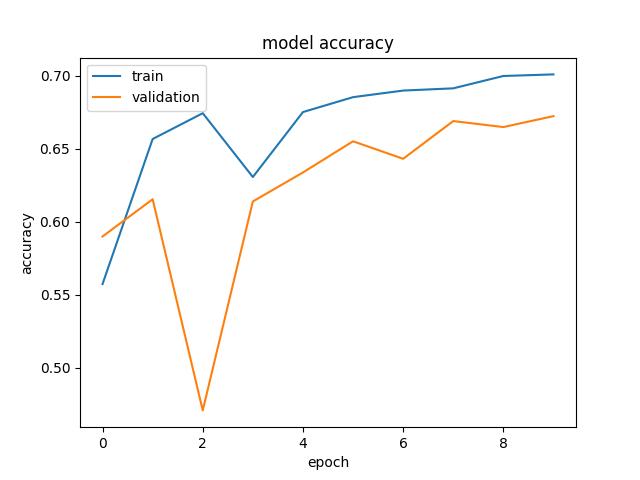 model accuracy
train
validation
0.70
0.65
0.60
0.55
0.50
accuracy
0 2 4 6 8
epoch